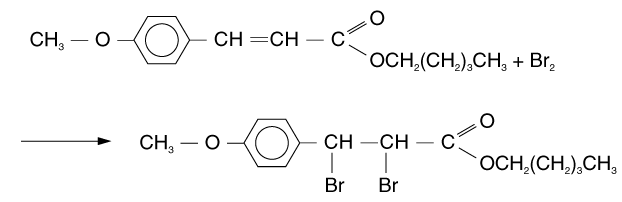 CH₃ — O — CH = CH — C O
OCH₂(CH₂)₃CH₃ + Br₂
CH₃ — O — CH — CH — C O
Br Br OCH₂(CH₂)₃CH₃